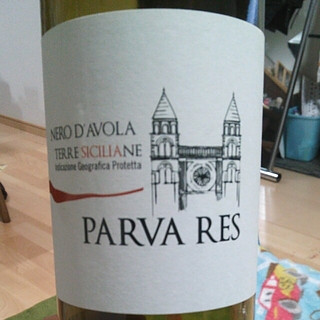 NERO D'AVOLA
TERRE SICILIANE
Indicazione Geografica Protetta
PARVA RES